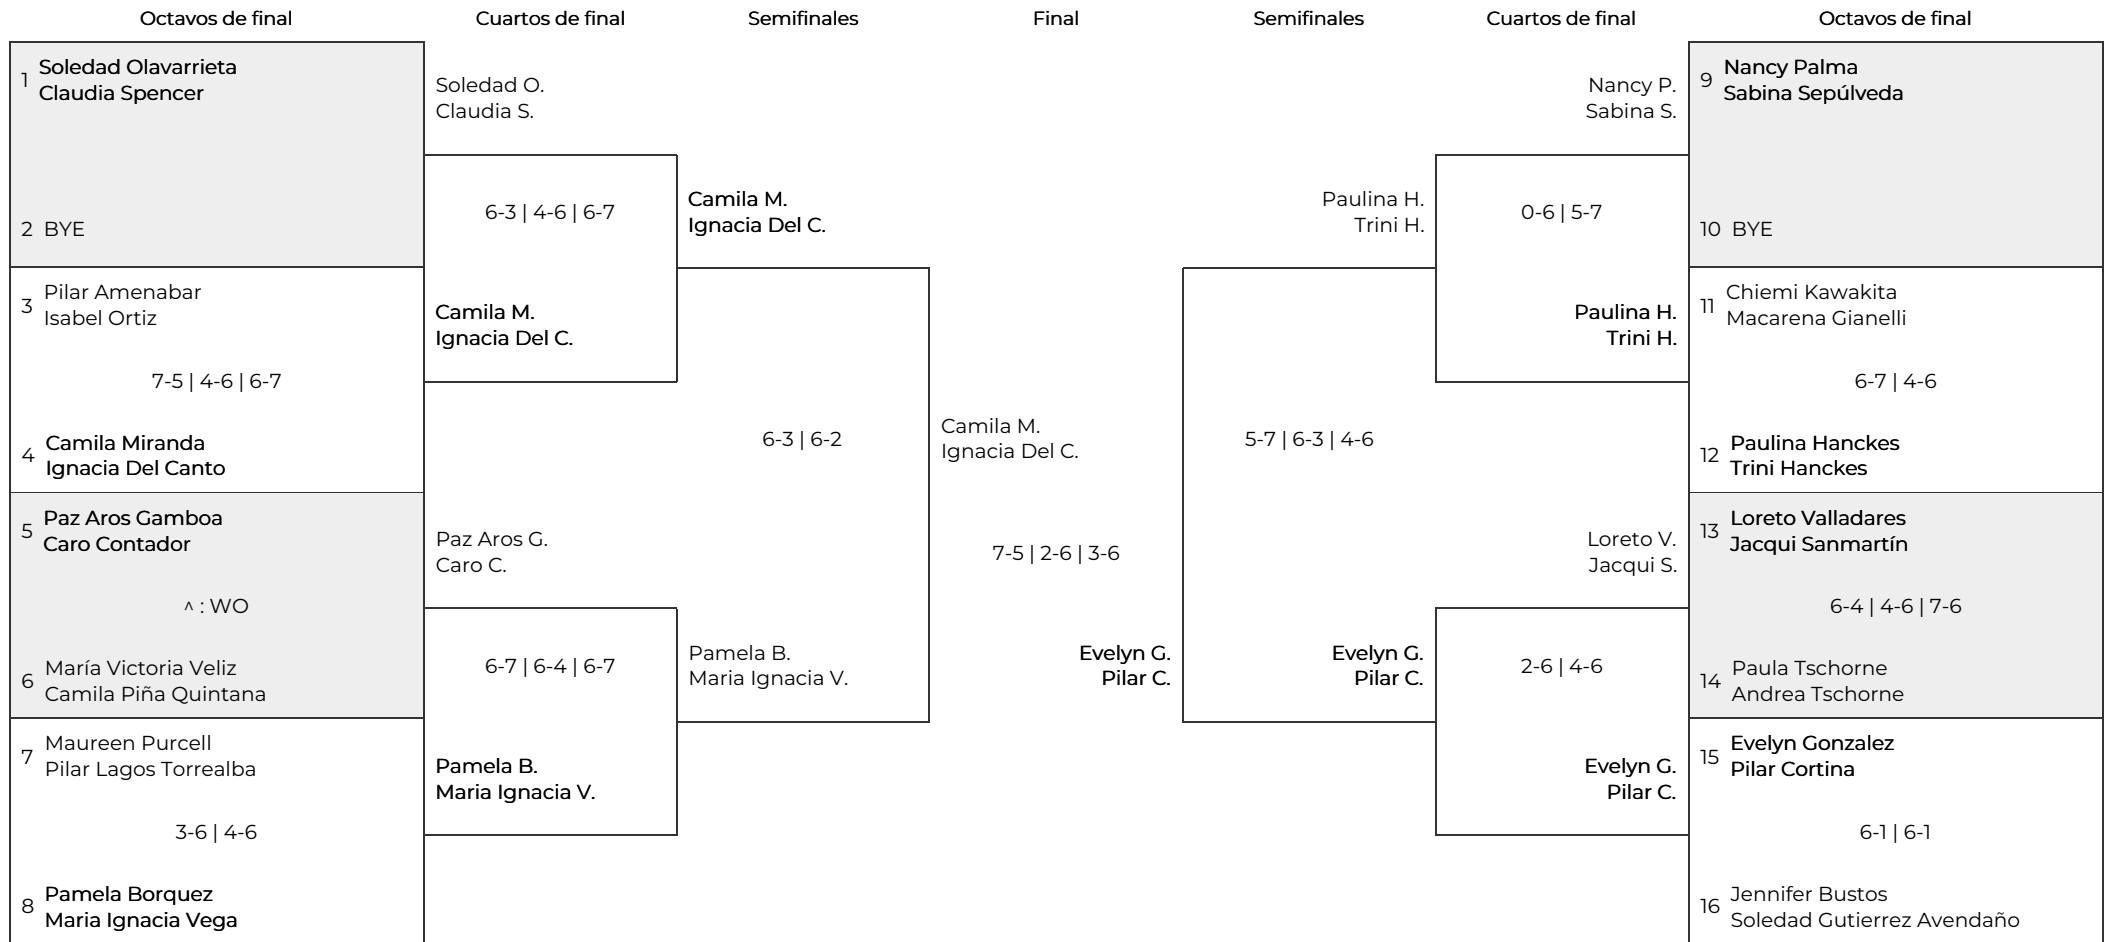 Octavos de final
Cuartos de final
Semifinales
Final
Semifinales
Cuartos de final
Octavos de final
1
Soledad Olavarrieta
Claudia Spencer
2 BYE
3
Pilar Amenabar
Isabel Ortiz
7-5 | 4-6 | 6-7
4
Camila Miranda
Ignacia Del Canto
5
Paz Aros Gamboa
Caro Contador
^ : WO
6
María Victoria Veliz
Camila Piña Quintana
7
Maureen Purcell
Pilar Lagos Torrealba
3-6 | 4-6
8
Pamela Borquez
Maria Ignacia Vega
Soledad O.
Claudia S.
6-3 | 4-6 | 6-7
Camila M.
Ignacia Del C.
Paz Aros G.
Caro C.
6-7 | 6-4 | 6-7
Pamela B.
Maria Ignacia V.
Camila M.
Ignacia Del C.
6-3 | 6-2
Pamela B.
Maria Ignacia V.
Camila M.
Ignacia Del C.
7-5 | 2-6 | 3-6
Evelyn G.
Pilar C.
Paulina H.
Trini H.
5-7 | 6-3 | 4-6
Evelyn G.
Pilar C.
Nancy P.
Sabina S.
0-6 | 5-7
Paulina H.
Trini H.
Loreto V.
Jacqui S.
2-6 | 4-6
Evelyn G.
Pilar C.
9
Nancy Palma
Sabina Sepúlveda
10 BYE
11
Chiemi Kawakita
Macarena Gianelli
6-7 | 4-6
12
Paulina Hanckes
Trini Hanckes
13
Loreto Valladares
Jacqui Sanmartín
6-4 | 4-6 | 7-6
14
Paula Tschorne
Andrea Tschorne
15
Evelyn Gonzalez
Pilar Cortina
6-1 | 6-1
16
Jennifer Bustos
Soledad Gutierrez Avendaño